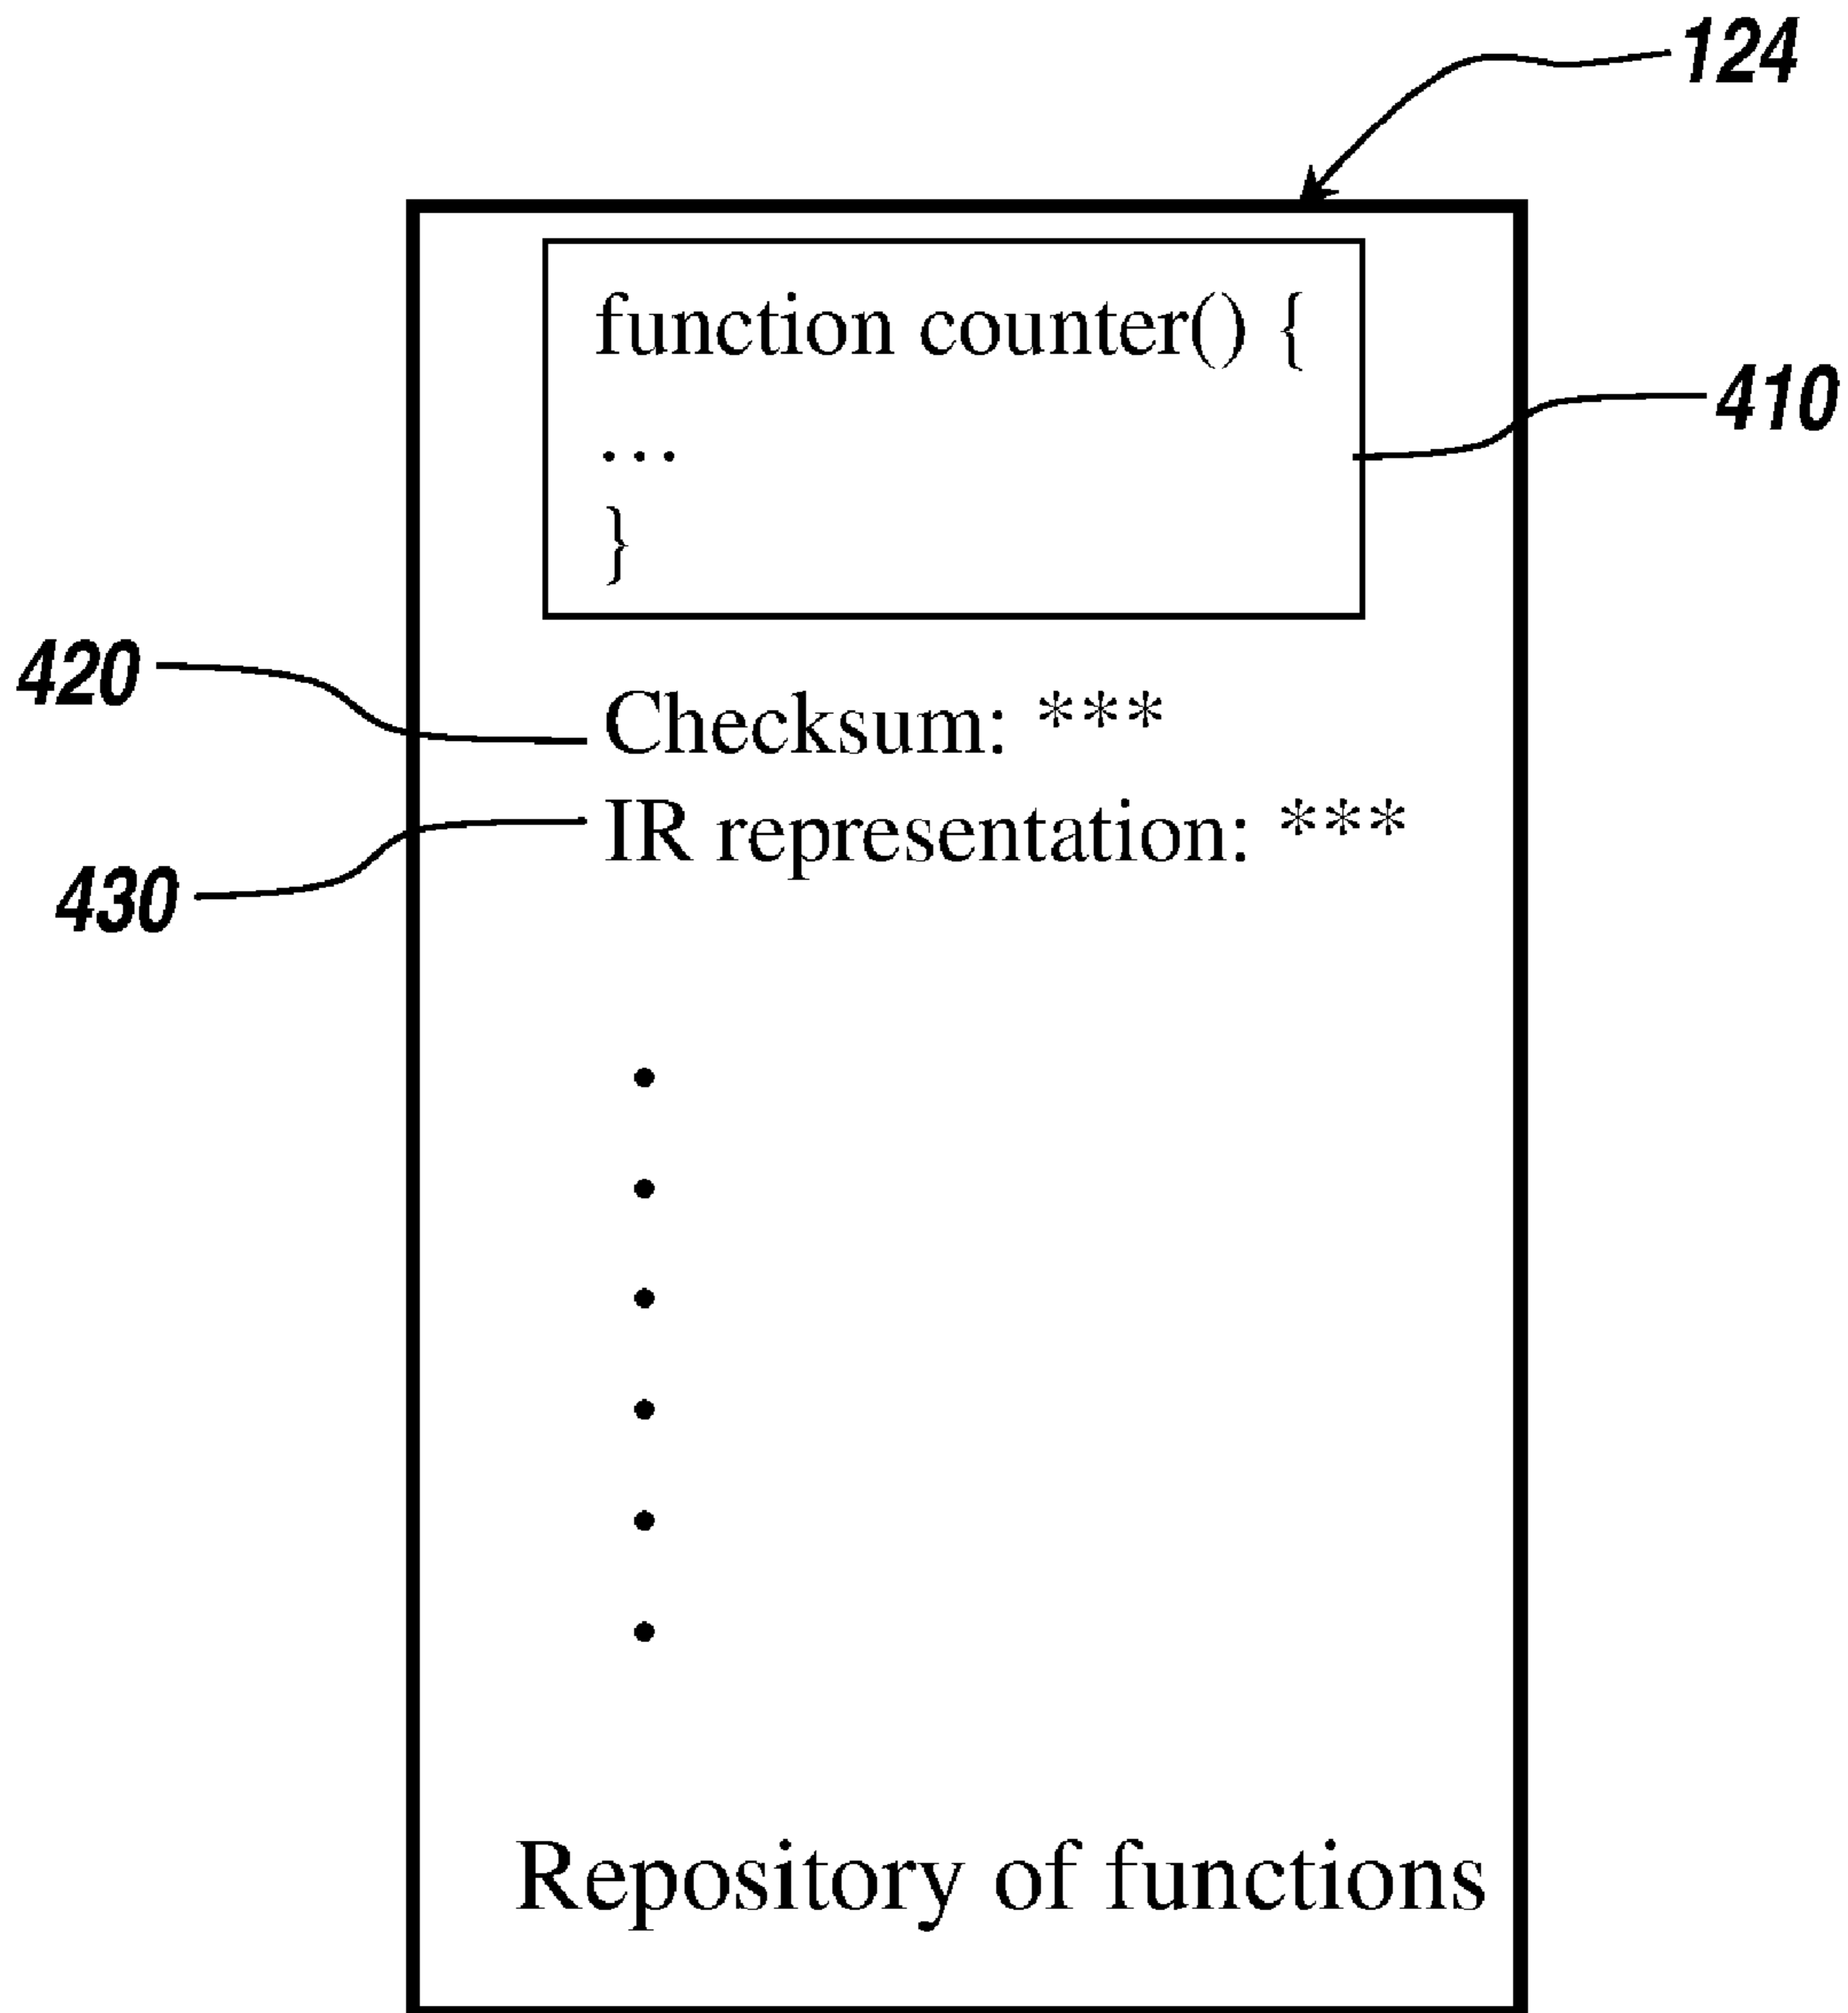 124
function counter() {
410
...
}
420
Checksum: ***
IR representation: ***
430
Repository of functions